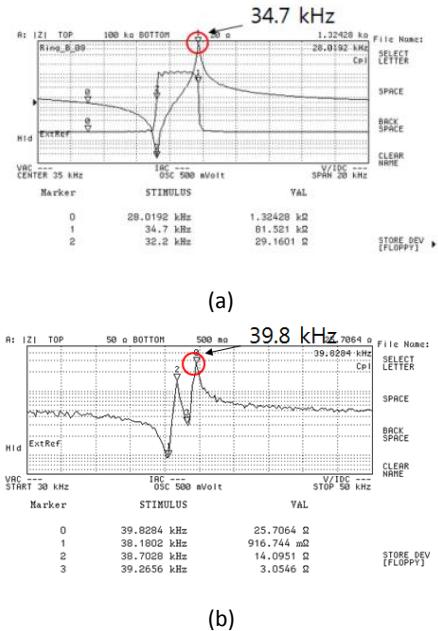 34.7 kHz
A: |Z| TOP 100 kΩ BOTTOM 20 Ω 1.32428 kΩ File Name:
Ring_B_09 28.0192 kHz SELECT
Cpl LETTER
0 SPACE
0
ExtRef BACK
SPACE
Hld
CLEAR
VAC --- IAC --- V/IDC --- NAME
CENTER 35 kHz OSC 500 mVolt SPAN 20 kHz
Marker STIMULUS VAL
0 28.0192 kHz 1.32428 kΩ
1 34.7 kHz 81.521 kΩ
2 32.2 kHz 29.1601 Ω STORE DEV
[FLOPPY]
(a)
39.8 kHz
A: |Z| TOP 50 Ω BOTTOM 500 mΩ 25.7064 Ω File Name:
39.8284 kHz SELECT
Cpl LETTER
2
SPACE
BACK
SPACE
Hld ExtRef
CLEAR
VAC --- IAC --- V/IDC --- NAME
START 30 kHz OSC 500 mVolt STOP 50 kHz
Marker STIMULUS VAL
0 39.8284 kHz 25.7064 Ω
1 38.1802 kHz 916.744 mΩ
2 38.7028 kHz 14.0951 Ω STORE DEV
3 39.2656 kHz 3.0546 Ω [FLOPPY]
(b)